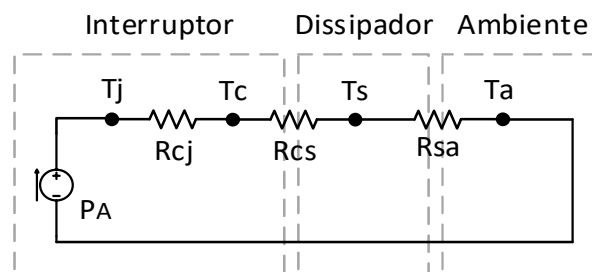 Interruptor Dissipador Ambiente
Tj Tc Ts Ta
Rcj Rcs Rsa
+
-
PA